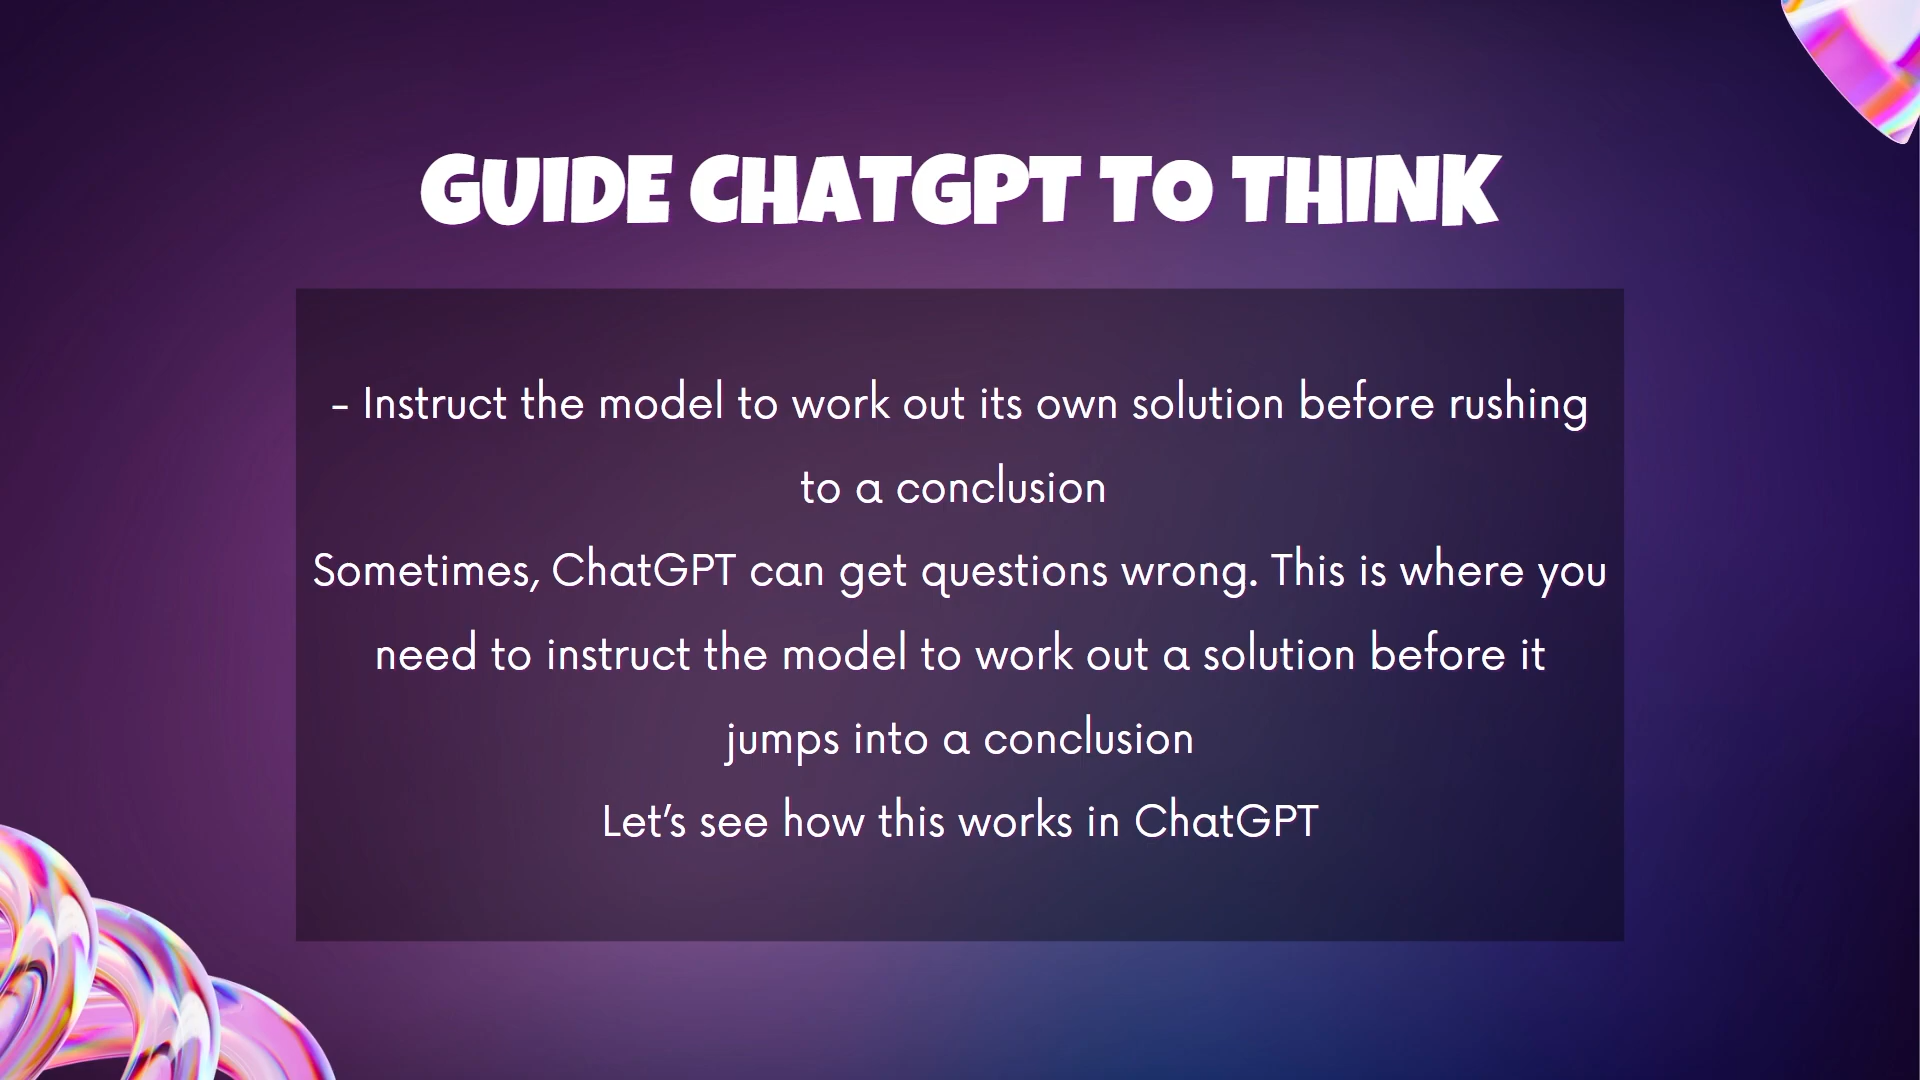 GUIDE CHATGPT TO THINK
- Instruct the model to work out its own solution before rushing
to a conclusion
Sometimes, ChatGPT can get questions wrong. This is where you
need to instruct the model to work out a solution before it
jumps into a conclusion
Let’s see how this works in ChatGPT